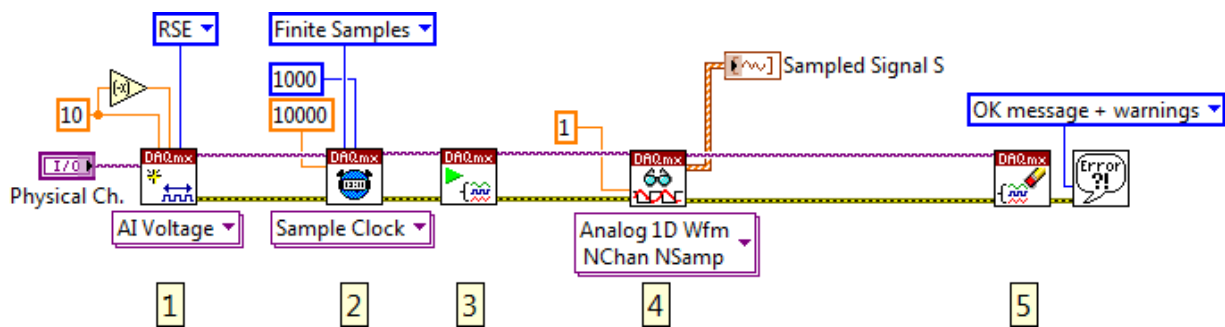 RSE
Finite Samples
(-x)
1000
10
10000
I/O
Physical Ch.
DAQmx
AI Voltage
DAQmx
Sample Clock
DAQmx
1
DAQmx
Analog 1D Wfm
NChan NSamp
Sampled Signal S
OK message + warnings
DAQmx
Error
?!
1
2
3
4
5